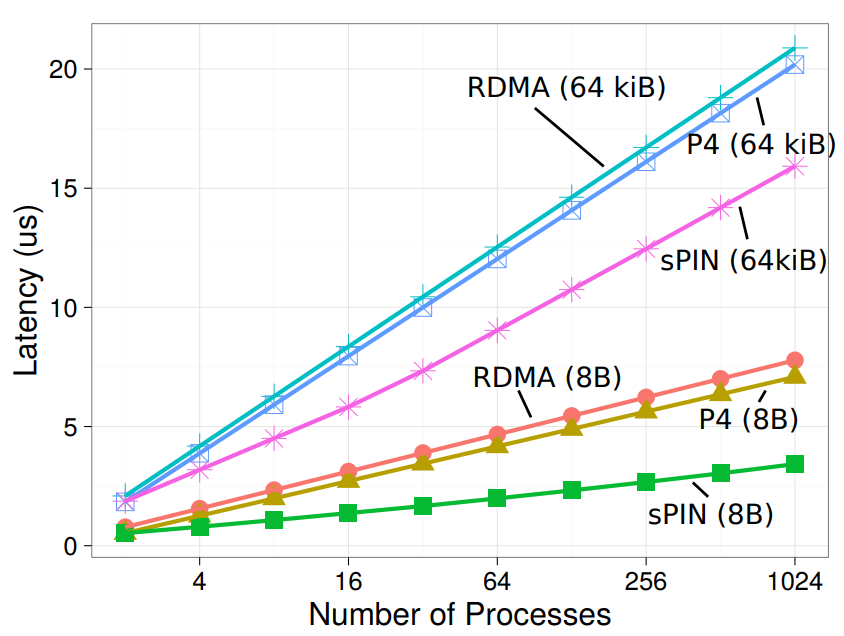 20
RDMA (64 kiB)
P4 (64 kiB)
15
sPIN (64kiB)
Latency (us)
10
RDMA (8B)
5
P4 (8B)
sPIN (8B)
0
4 16 64 256 1024
Number of Processes